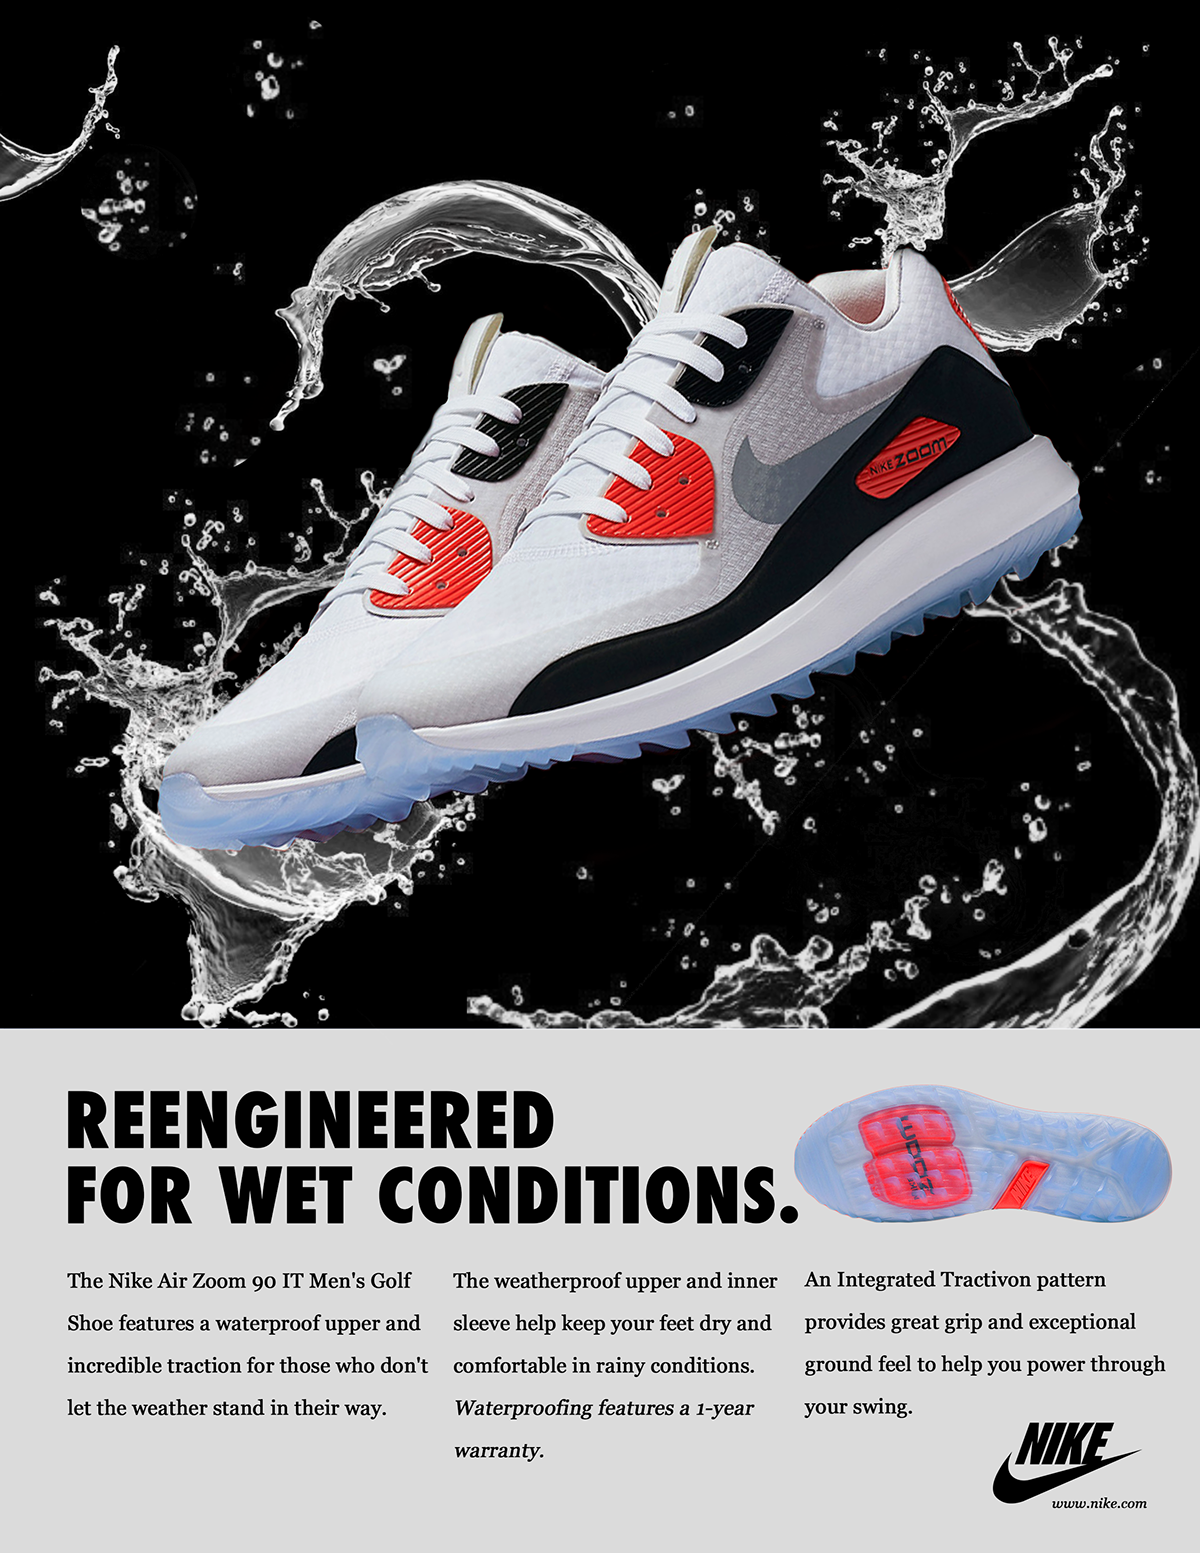 NIKE ZOOM
REENGINEERED
FOR WET CONDITIONS.
ZOOM
NIKE
The Nike Air Zoom 90 IT Men's Golf
Shoe features a waterproof upper and
incredible traction for those who don't
let the weather stand in their way.
The weatherproof upper and inner
sleeve help keep your feet dry and
comfortable in rainy conditions.
Waterproofing features a 1-year
warranty.
An Integrated Tractivon pattern
provides great grip and exceptional
ground feel to help you power through
your swing.
NIKE
www.nike.com